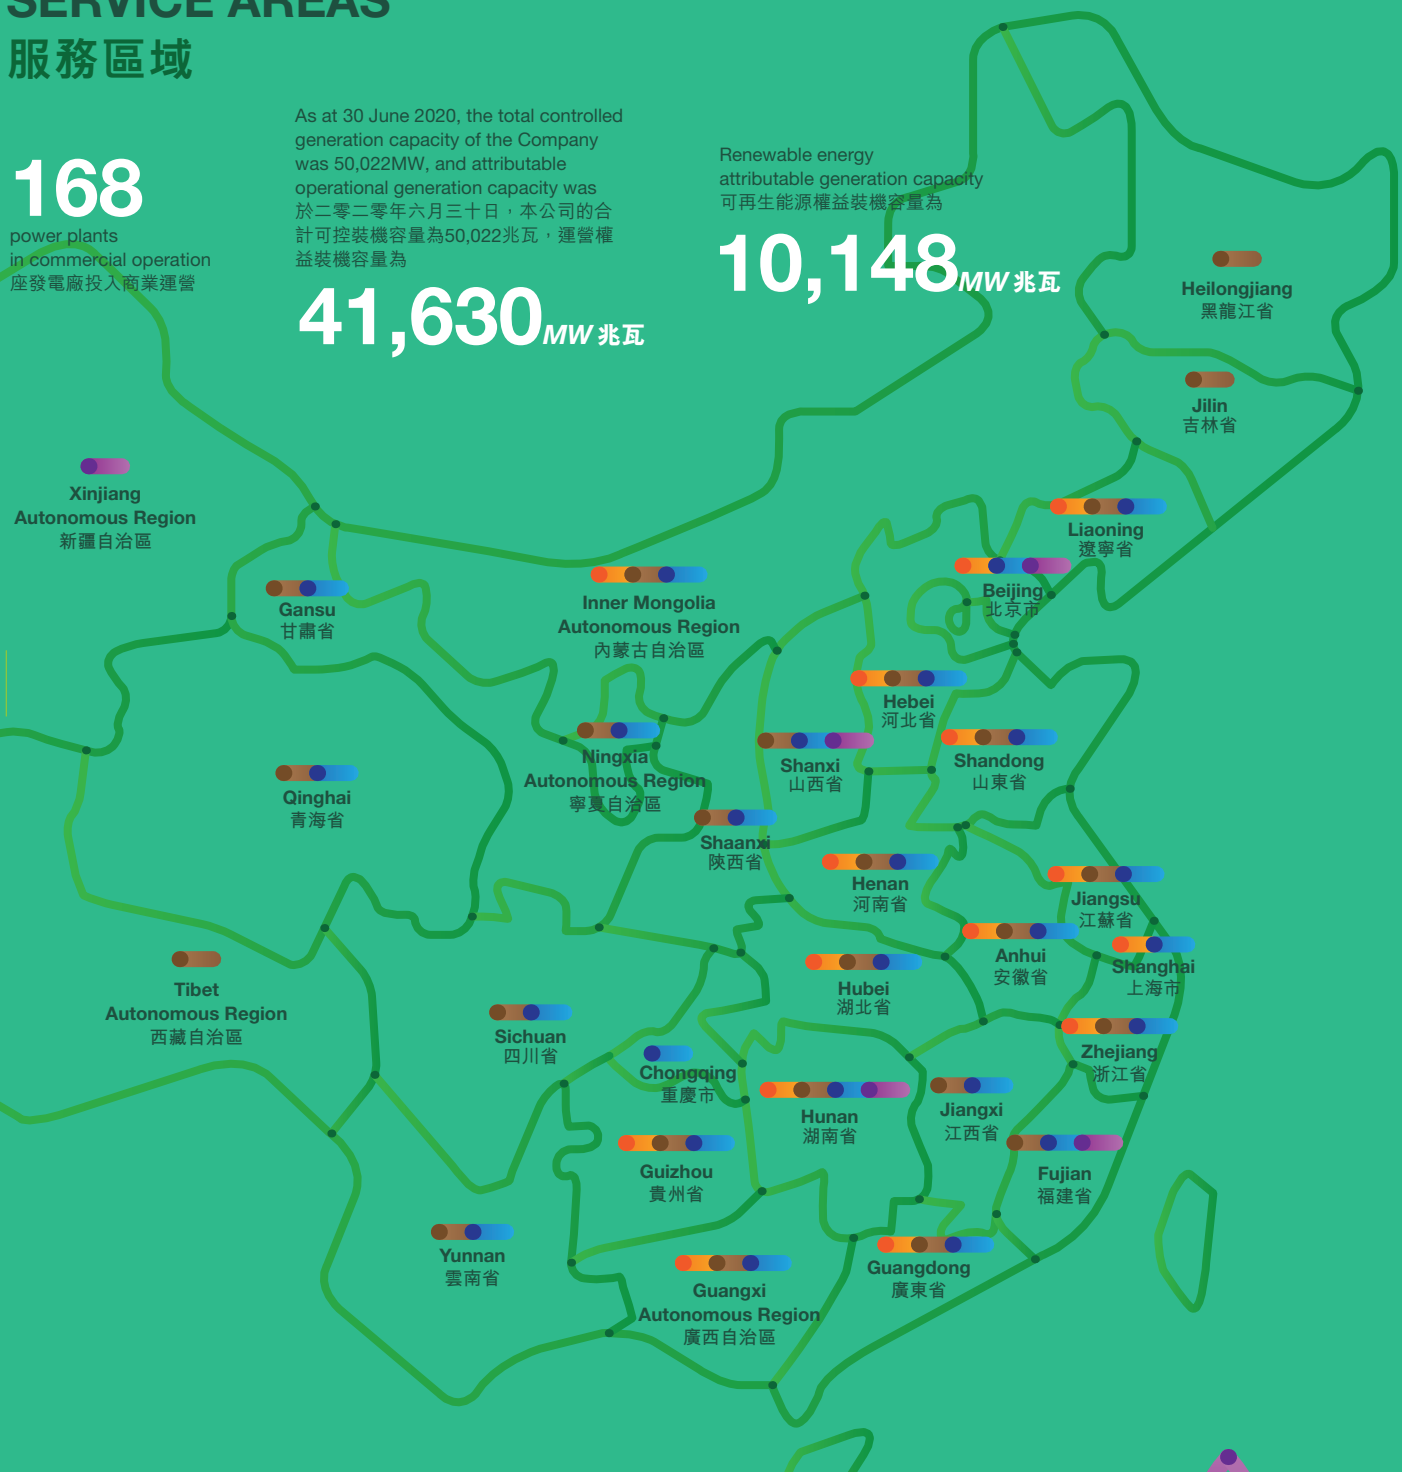 SERVICE AREAS
服務區域
168
power plants
in commercial operation
座發電廠投入商業運營
As at 30 June 2020, the total controlled
generation capacity of the Company
was 50,022MW, and attributable
operational generation capacity was
於二零二零年六月三十日，本公司的合
計可控裝機容量為50,022兆瓦，運營權
益裝機容量為
41,630MW 兆瓦
Renewable energy
attributable generation capacity
可再生能源權益裝機容量為
10,148MW 兆瓦
Heilongjiang
黑龍江省
Jilin
吉林省
Xinjiang
Autonomous Region
新疆自治區
Liaoning
遼寧省
Beijing
北京市
Gansu
甘肅省
Inner Mongolia
Autonomous Region
內蒙古自治區
Hebei
河北省
Ningxia
Autonomous Region
寧夏自治區
Shanxi
山西省
Shandong
山東省
Qinghai
青海省
Shaanxi
陝西省
Henan
河南省
Jiangsu
江蘇省
Anhui
安徽省
Shanghai
上海市
Tibet
Autonomous Region
西藏自治區
Hubei
湖北省
Sichuan
四川省
Chongqing
重慶市
Zhejiang
浙江省
Hunan
湖南省
Jiangxi
江西省
Guizhou
貴州省
Fujian
福建省
Yunnan
雲南省
Guangxi
Autonomous Region
廣西自治區
Guangdong
廣東省